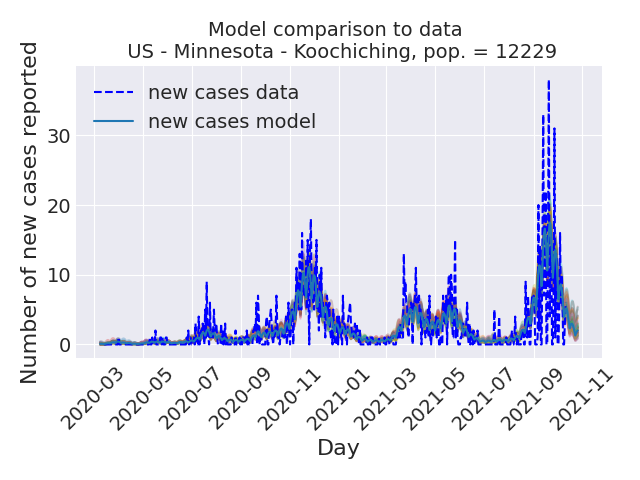 Model comparison to data
US - Minnesota - Koochiching, pop. = 12229
Number of new cases reported
new cases data
new cases model
30
20
10
0
2020-03
2020-05
2020-07
2020-09
2020-11
2021-01
2021-03
2021-05
2021-07
2021-09
2021-11
Day